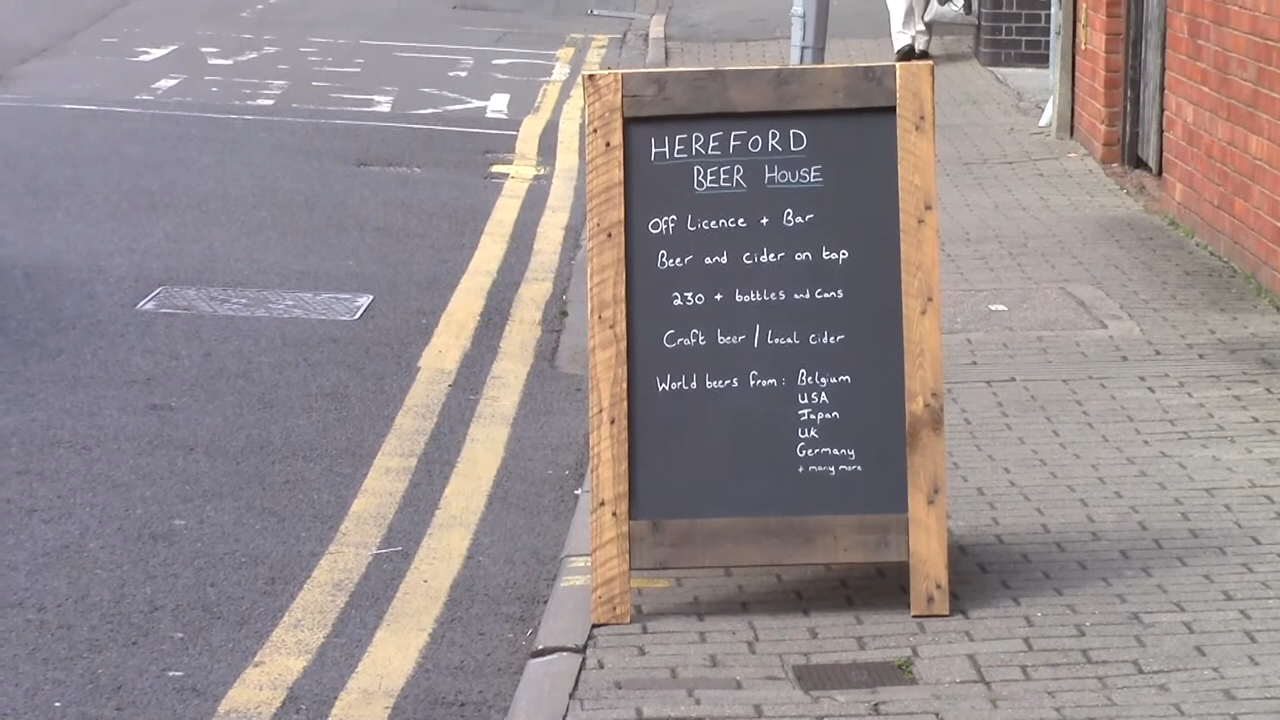 HEREFORD
BEER HOUSE
Off Licence + Bar
Beer and cider on tap
230 + bottles and cans
Craft beer / Local cider
World beers from: Belgium
USA
Japan
UK
Germany
+ many more